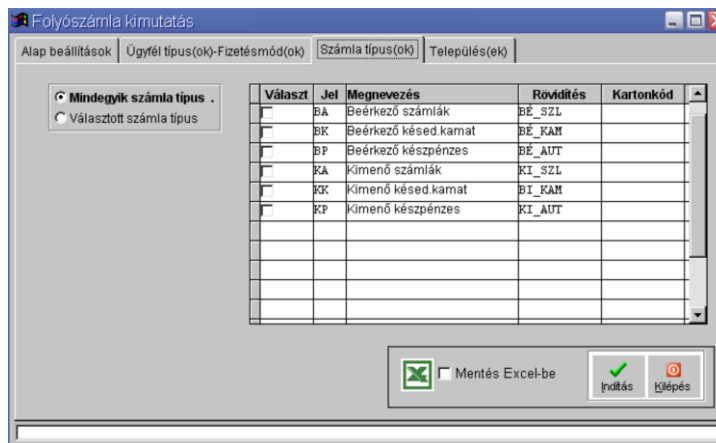 Folyószámla kimutatás
Alap beállítások Ügyfél típus(ok)-Fizetésmód(ok) Számla típus(ok) Település(ek)
Mindegyik számla típus .
Választott számla típus
Választ Jel Megnevezés Rövidítés Kartonkód
BA Beérkező számlák BÉ_SZL
BK Beérkező késed.kamat BÉ_KAM
BP Beérkező készpénzes BÉ_AUT
KA Kimenő számlák KI_SZL
KK Kimenő késed.kamat BI_KAM
KP Kimenő készpénzes KI_AUT
Mentés Excel-be
Indítás Kilépés